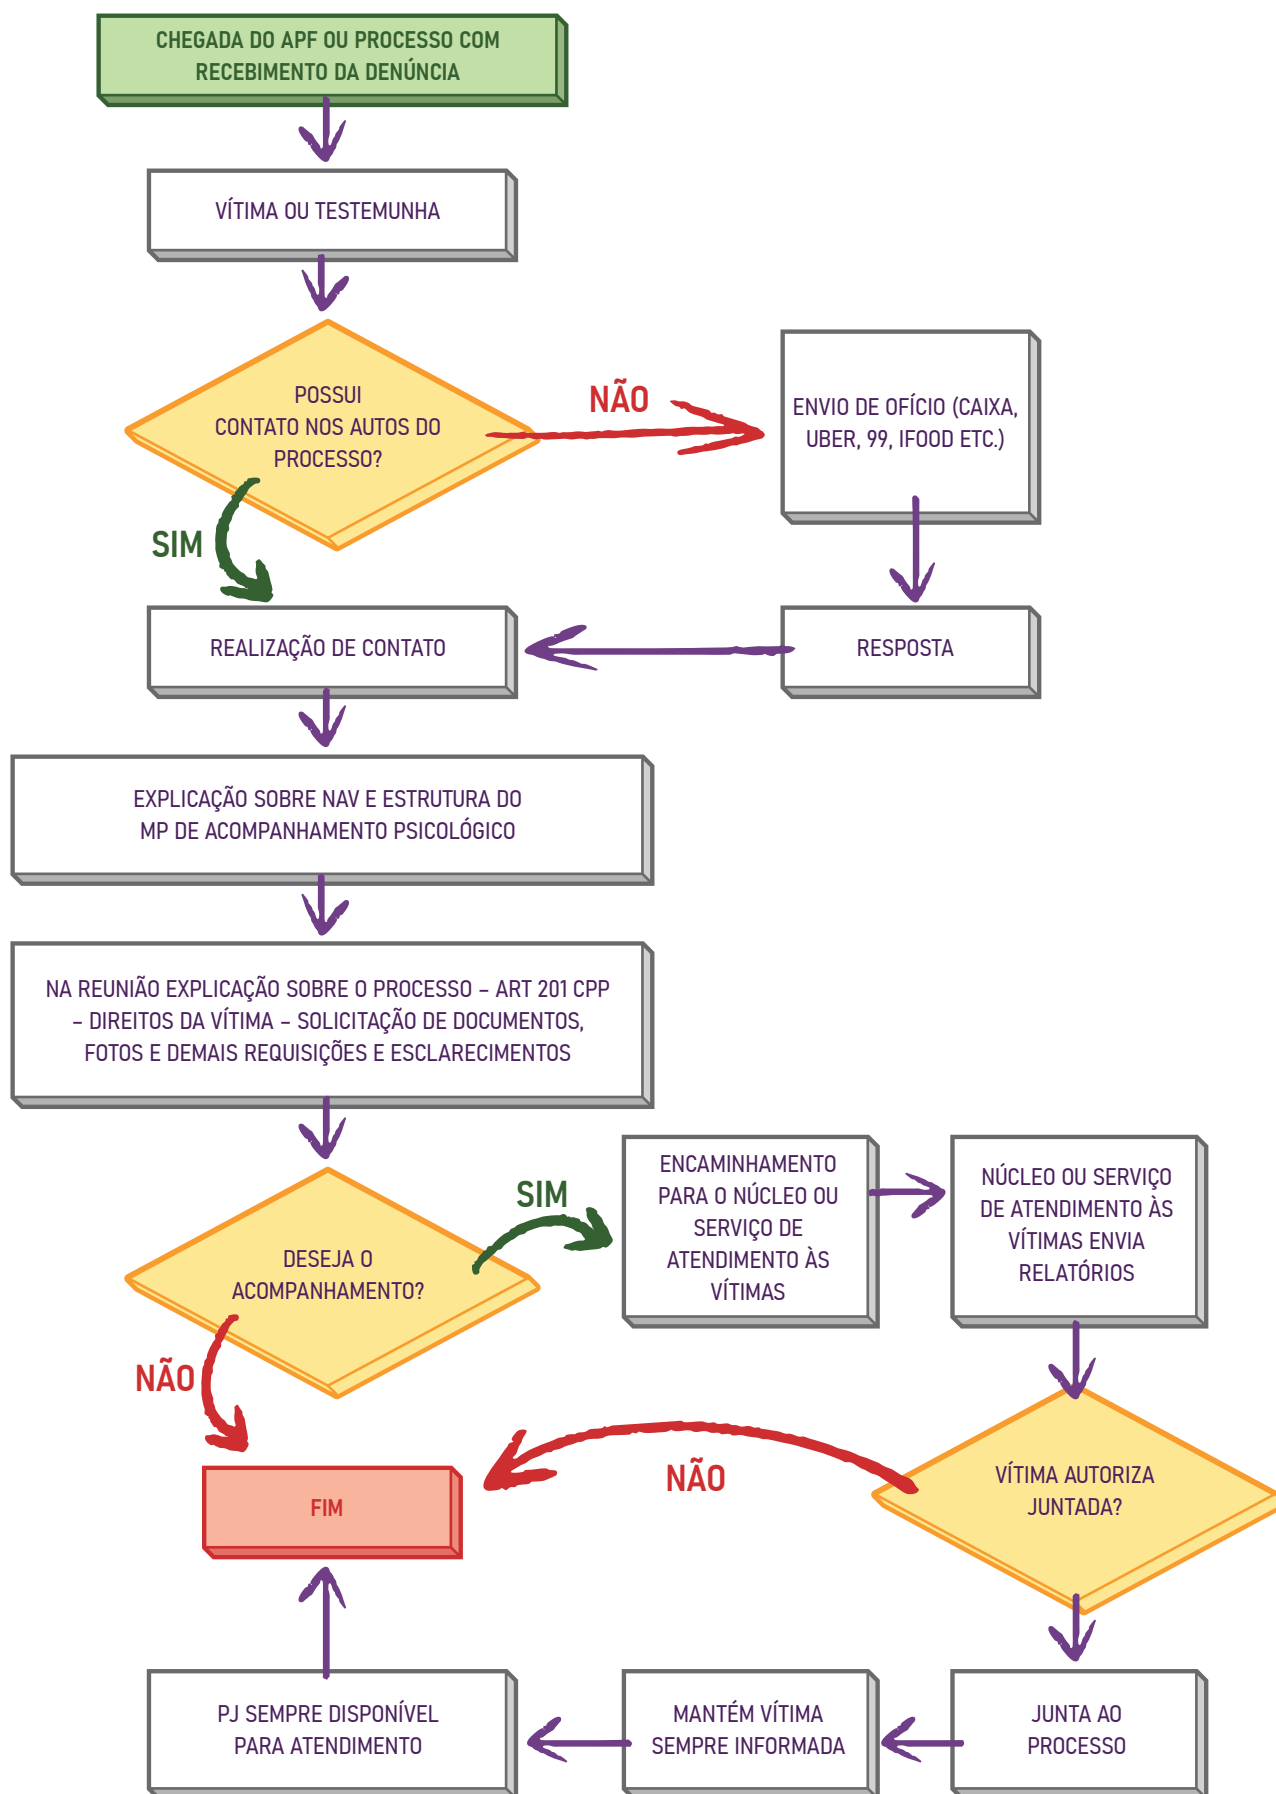 CHEGADA DO APF OU PROCESSO COM
RECEBIMENTO DA DENÚNCIA
VÍTIMA OU TESTEMUNHA
POSSUI
CONTATO NOS AUTOS DO
PROCESSO?
NÃO
ENVIO DE OFÍCIO (CAIXA,
UBER, 99, IFOOD ETC.)
SIM
REALIZAÇÃO DE CONTATO
RESPOSTA
EXPLICAÇÃO SOBRE NAV E ESTRUTURA DO
MP DE ACOMPANHAMENTO PSICOLÓGICO
NA REUNIÃO EXPLICAÇÃO SOBRE O PROCESSO – ART 201 CPP
– DIREITOS DA VÍTIMA – SOLICITAÇÃO DE DOCUMENTOS,
FOTOS E DEMAIS REQUISIÇÕES E ESCLARECIMENTOS
DESEJA O
ACOMPANHAMENTO?
SIM
ENCAMINHAMENTO
PARA O NÚCLEO OU
SERVIÇO DE
ATENDIMENTO ÀS
VÍTIMAS
NÚCLEO OU SERVIÇO
DE ATENDIMENTO ÀS
VÍTIMAS ENVIA
RELATÓRIOS
NÃO
FIM
NÃO
VÍTIMA AUTORIZA
JUNTADA?
PJ SEMPRE DISPONÍVEL
PARA ATENDIMENTO
MANTÉM VÍTIMA
SEMPRE INFORMADA
JUNTA AO
PROCESSO